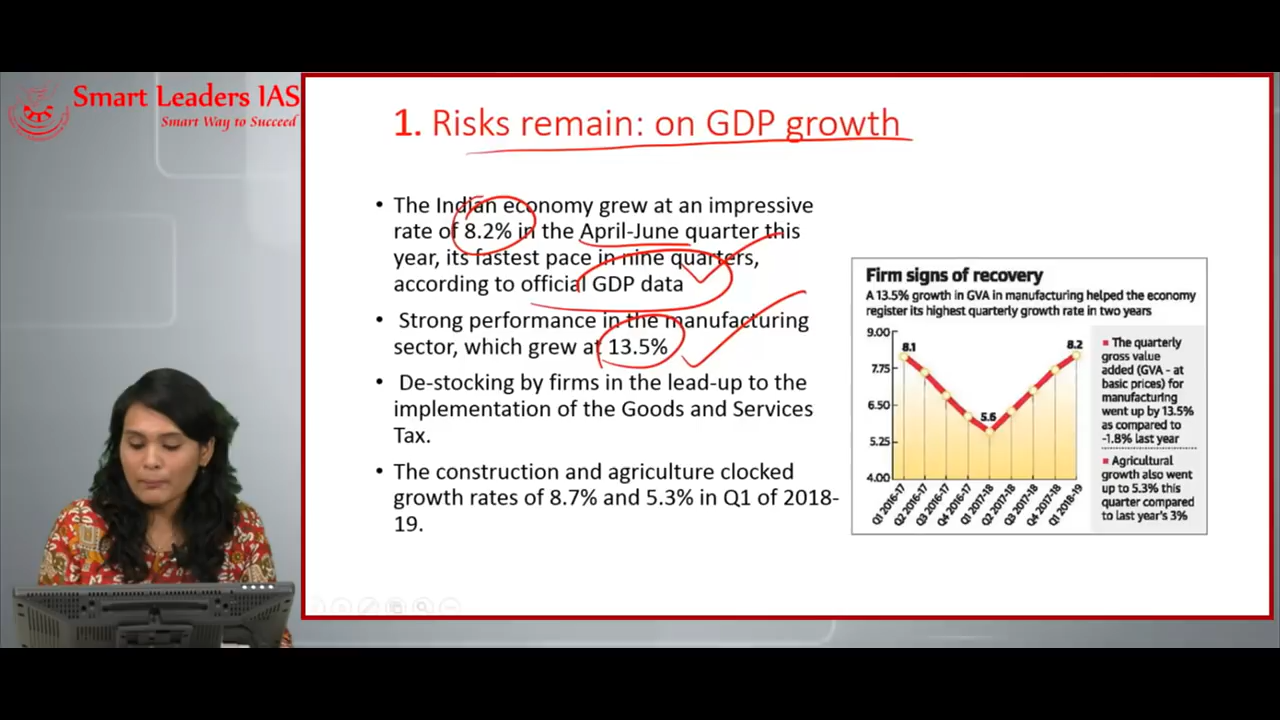 Smart Leaders IAS
Smart Way to Succeed
1. Risks remain: on GDP growth
• The Indian economy grew at an impressive
rate of 8.2% in the April-June quarter this
year, its fastest pace in nine quarters,
according to official GDP data
• Strong performance in the manufacturing
sector, which grew at 13.5%
• De-stocking by firms in the lead-up to the
implementation of the Goods and Services
Tax.
• The construction and agriculture clocked
growth rates of 8.7% and 5.3% in Q1 of 2018-
19.
Firm signs of recovery
A 13.5% growth in GVA in manufacturing helped the economy
register its highest quarterly growth rate in two years
9.00
7.75
6.50
5.25
4.00
8.1
5.6
8.2
Q1 2016-17
Q2 2016-17
Q3 2016-17
Q4 2016-17
Q1 2017-18
Q2 2017-18
Q3 2017-18
Q4 2017-18
Q1 2018-19
■ The quarterly
gross value
added (GVA - at
basic prices) for
manufacturing
went up by 13.5%
as compared to
-1.8% last year
■ Agricultural
growth also went
up to 5.3% this
quarter compared
to last year's 3%